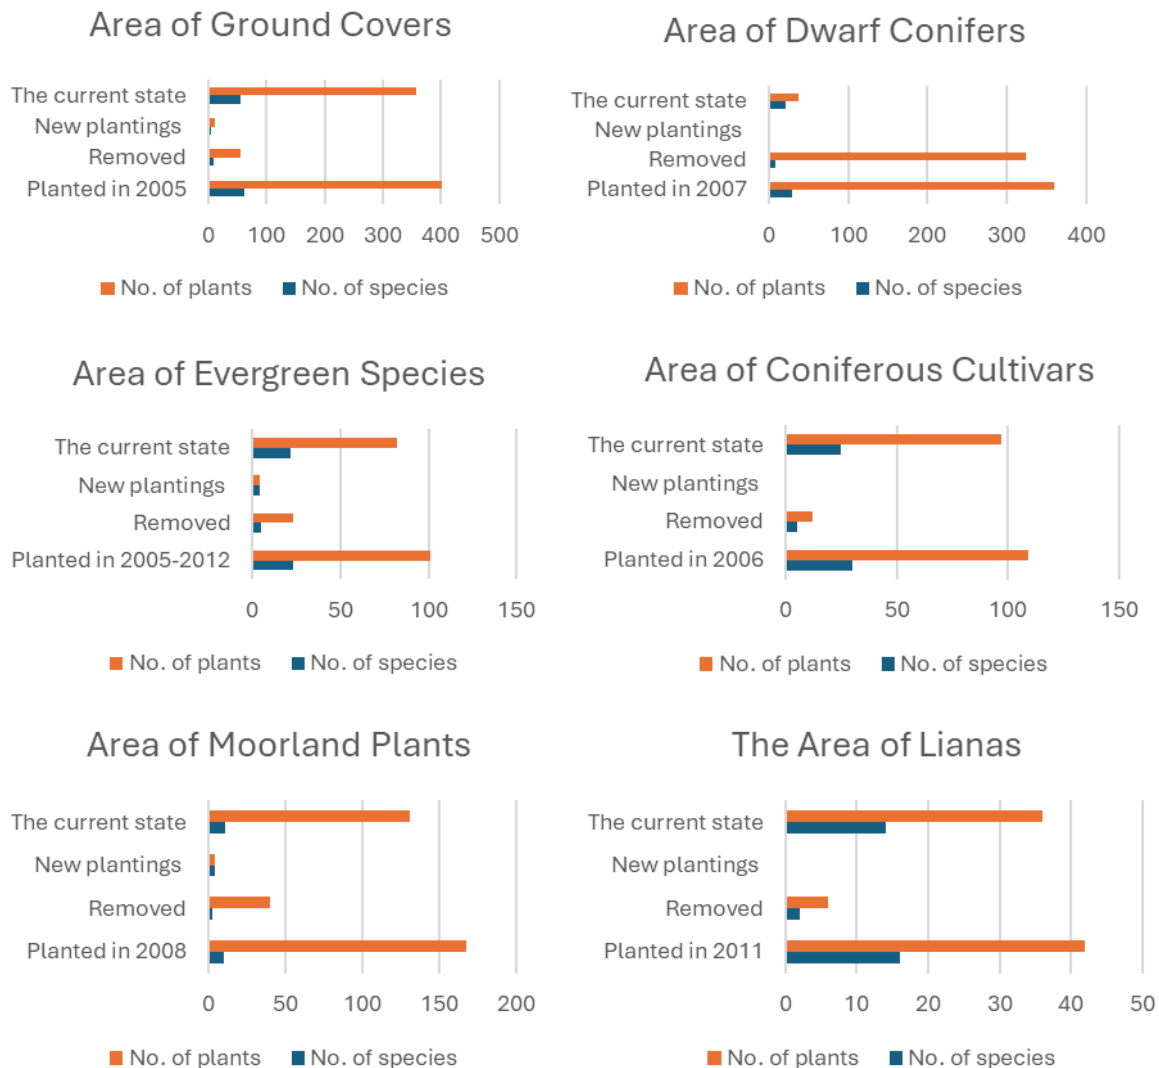 Area of Ground Covers
The current state
New plantings
Removed
Planted in 2005
0 100 200 300 400 500
No. of plants No. of species
Area of Dwarf Conifers
The current state
New plantings
Removed
Planted in 2007
0 100 200 300 400
No. of plants No. of species
Area of Evergreen Species
The current state
New plantings
Removed
Planted in 2005-2012
0 50 100 150
No. of plants No. of species
Area of Coniferous Cultivars
The current state
New plantings
Removed
Planted in 2006
0 50 100 150
No. of plants No. of species
Area of Moorland Plants
The current state
New plantings
Removed
Planted in 2008
0 50 100 150 200
No. of plants No. of species
The Area of Lianas
The current state
New plantings
Removed
Planted in 2011
0 10 20 30 40 50
No. of plants No. of species